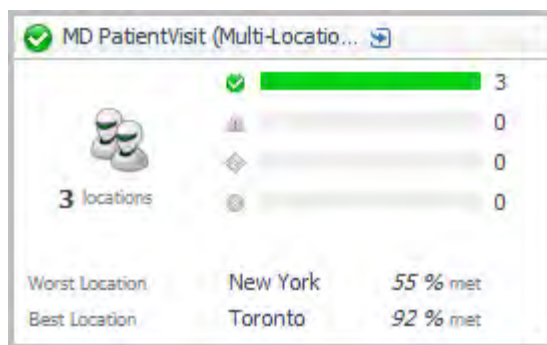 MD PatientVisit (Multi-Locatio...
3
0
0
3 locations
0
Worst Location New York 55 % met
Best Location Toronto 92 % met